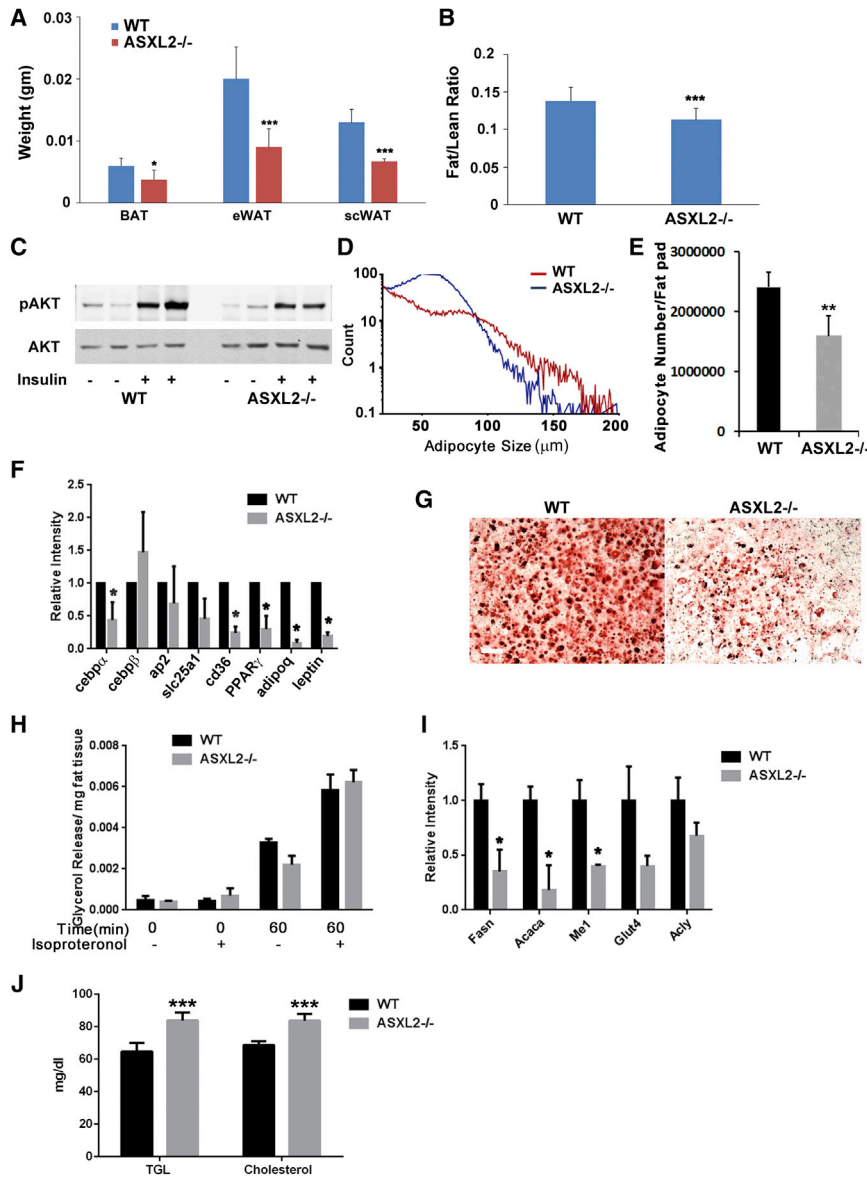 A
0.03
0.02
0.01
0
Weight (gm)
WT
ASXL2-/-
*
***
***
BAT eWAT scWAT
B
0.2
0.15
0.1
0.05
0
Fat/Lean Ratio
***
WT ASXL2-/-
C
pAKT
AKT
Insulin - - + + - - + +
WT ASXL2-/-
D
100
10
1
0.1
Count
WT
ASXL2-/-
50 100 150 200
Adipocyte Size (μm)
E
3000000
2000000
1000000
0
Adipocyte Number/Fat pad
**
WT ASXL2-/-
F
2.5
2.0
1.5
1.0
0.5
0.0
Relative Intensity
WT
ASXL2-/-
* * * * *
cebpα cebpβ ap2 slc25a1 cd36 PPARγ adipoq leptin
G
WT ASXL2-/-
H
0.008
0.006
0.004
0.002
0.000
Glycerol Release/ mg fat tissue
WT
ASXL2-/-
Time(min) 0 0 60 60
Isoproteronol - + - +
I
1.5
1.0
0.5
0.0
Relative Intensity
WT
ASXL2-/-
* * *
Fasn Acaca Me1 Glut4 Acly
J
100
80
60
40
20
0
mg/dl
WT
ASXL2-/-
*** ***
TGL Cholesterol